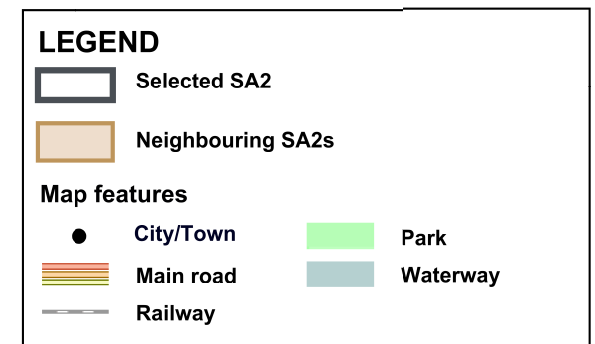 LEGEND
Selected SA2
Neighbouring SA2s
Map features
City/Town
Park
Main road
Waterway
Railway